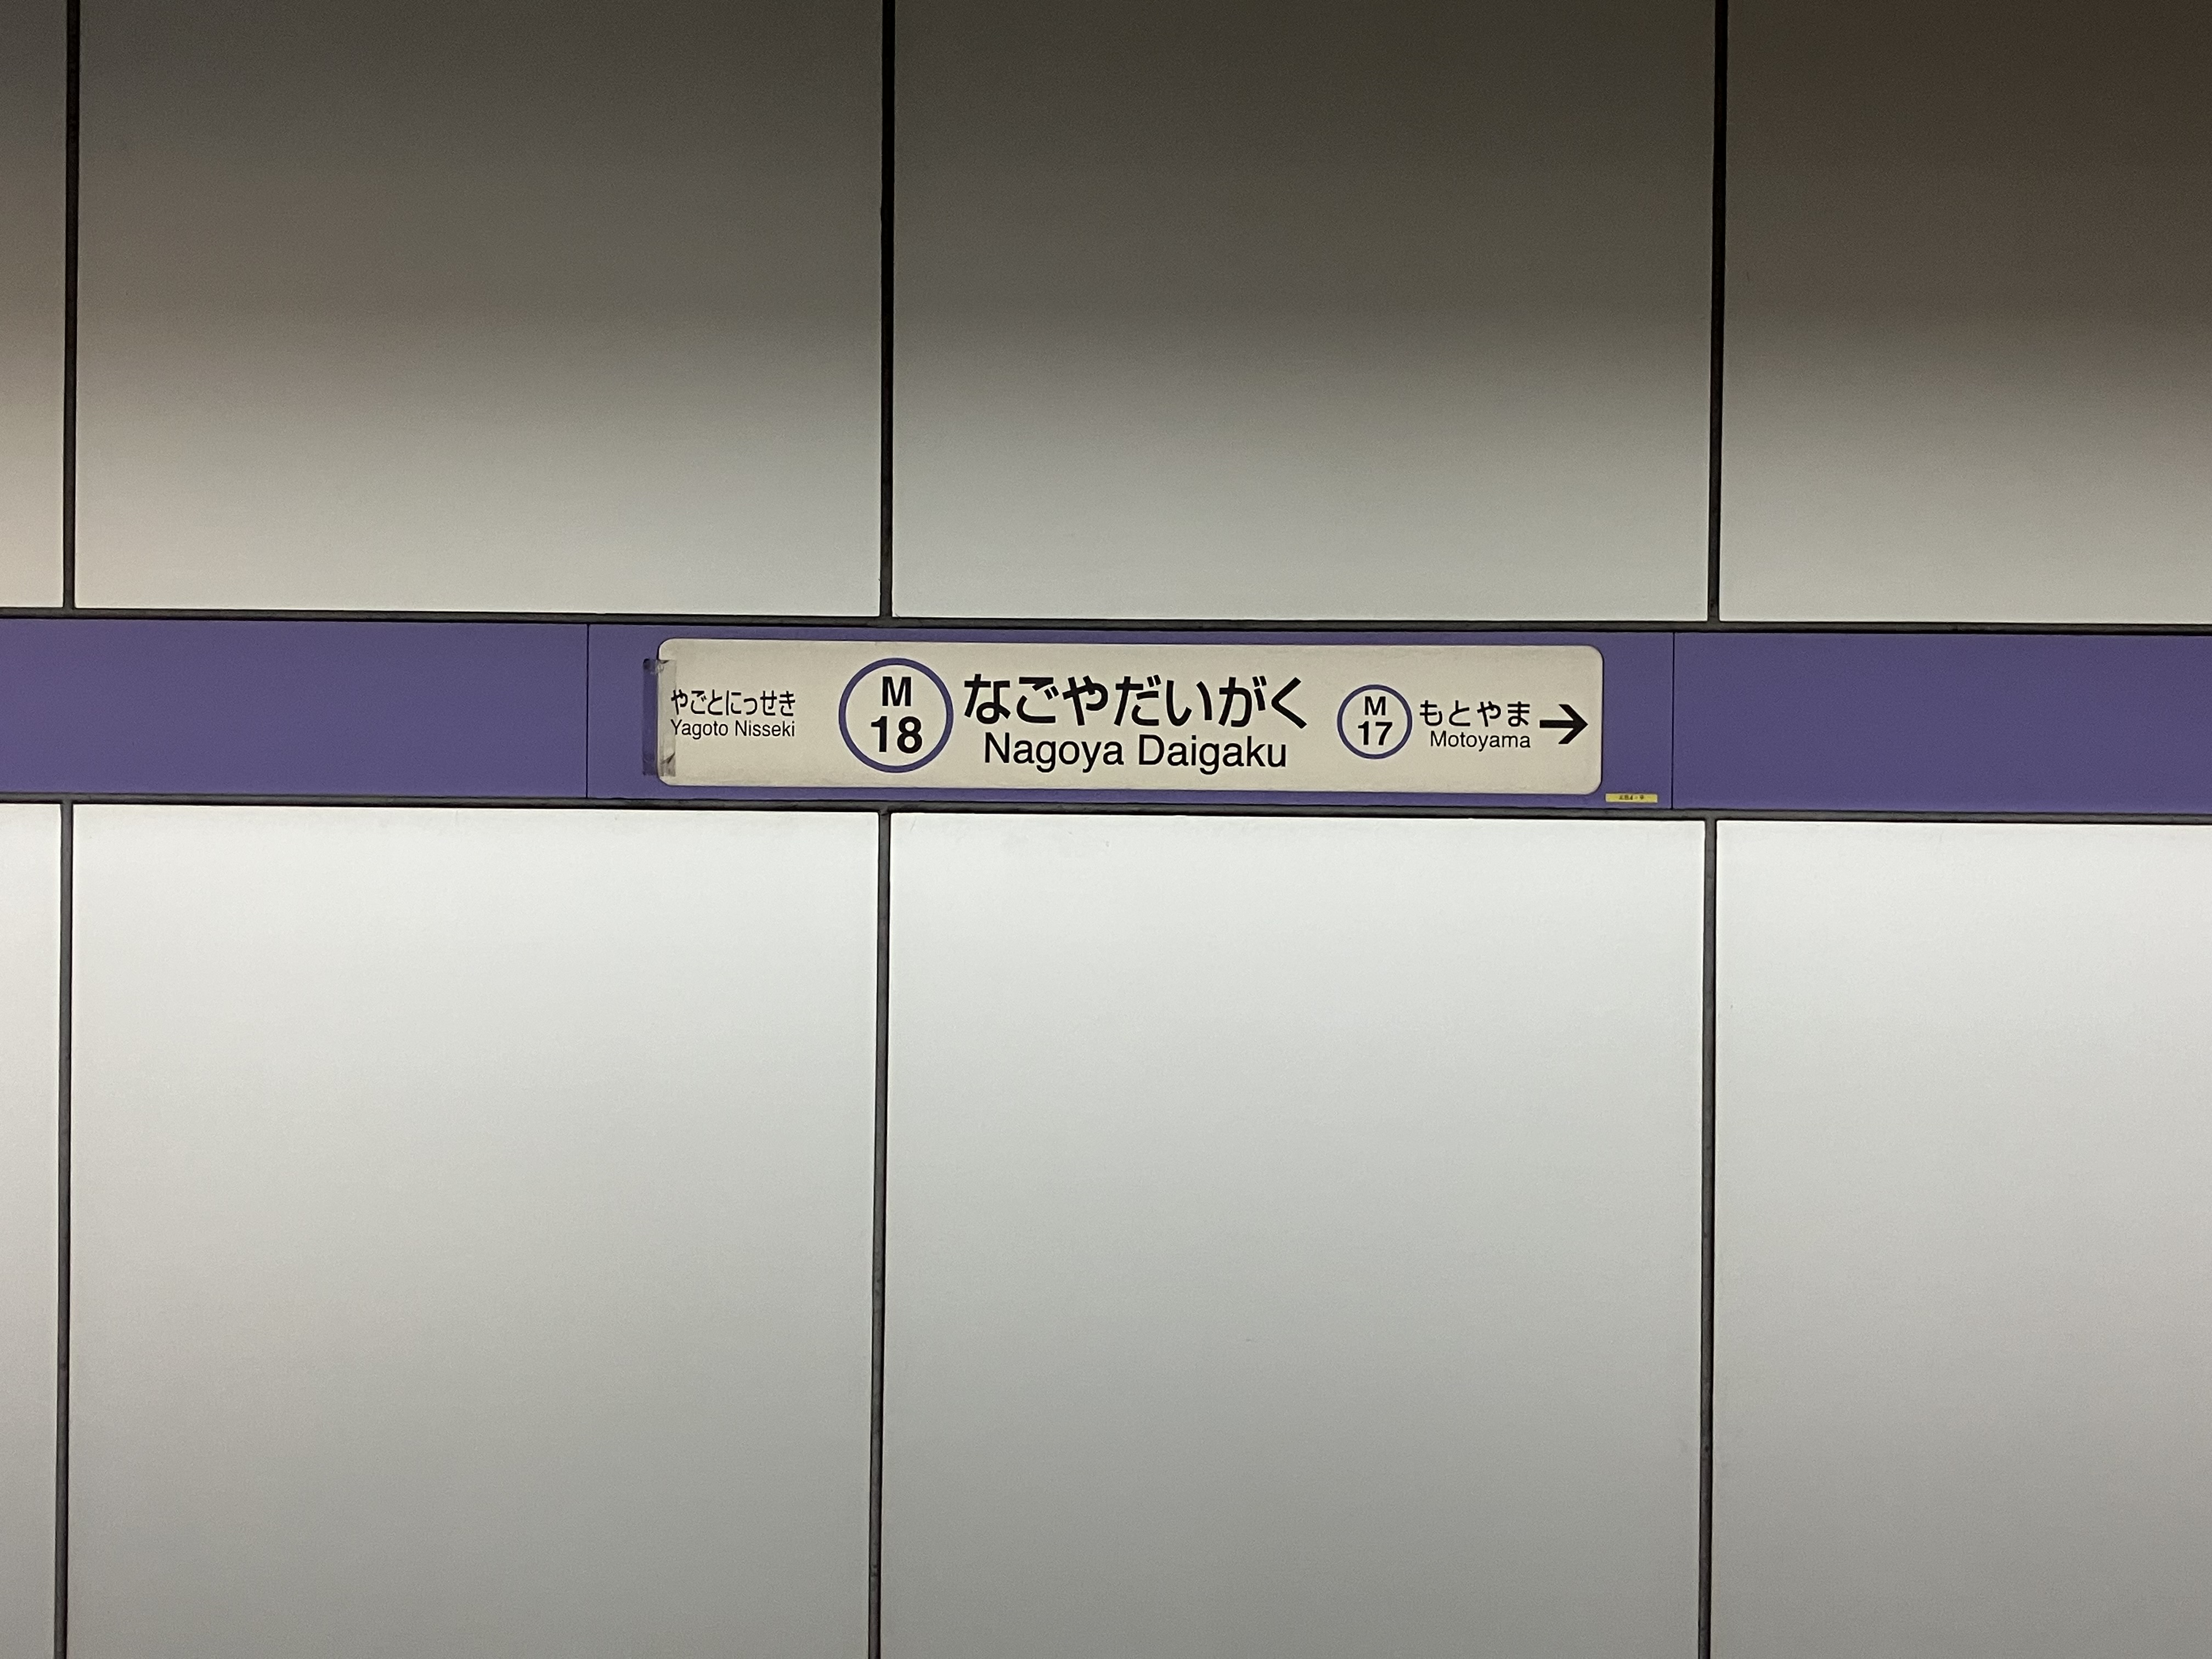 やごとにっせき
Yagoto Nisseki
M
18
なごやだいがく
Nagoya Daigaku
M
17
もとやま
Motoyama